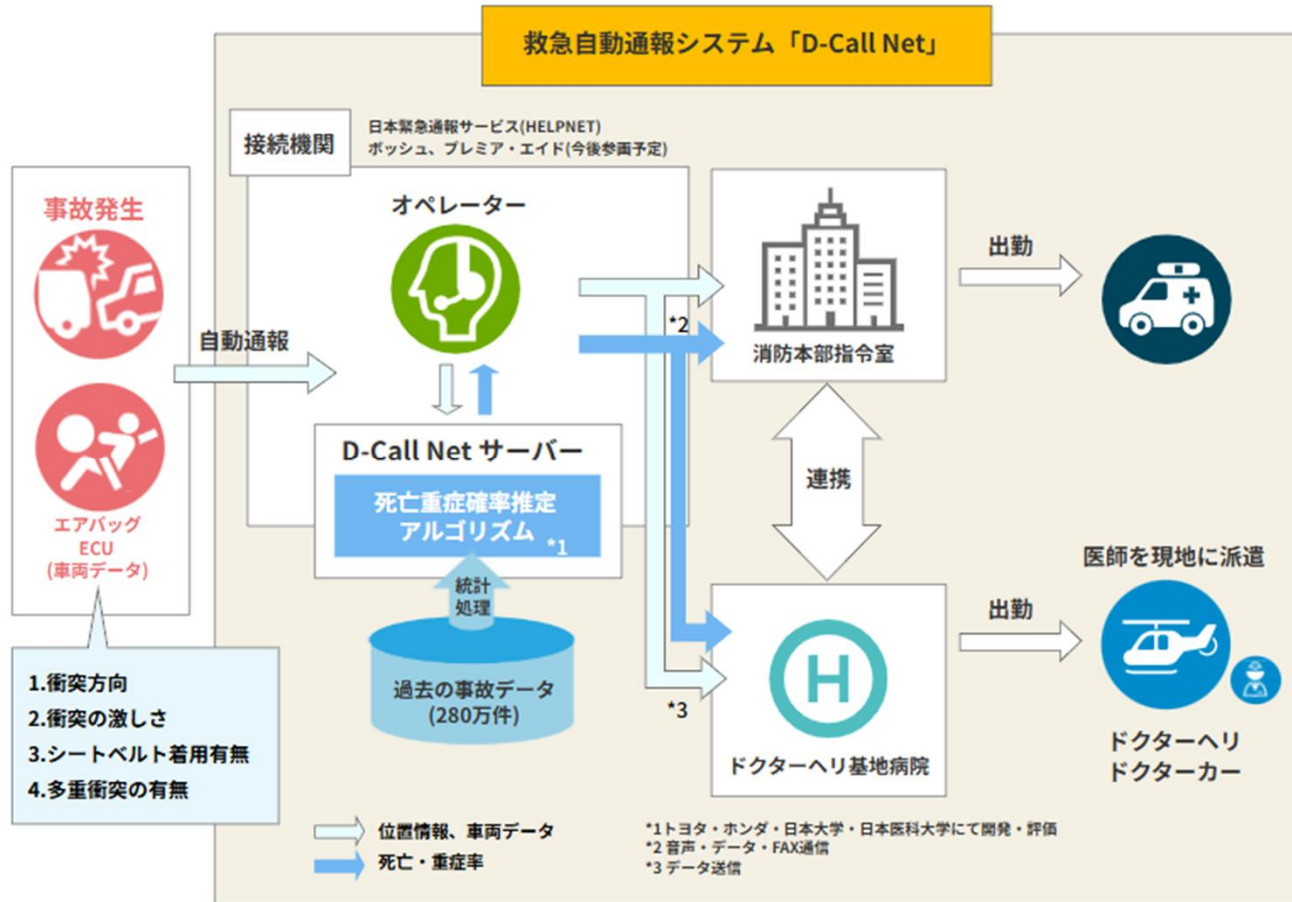 救急自動通報システム「D-Call Net」
接続機関
日本緊急通報サービス(HELPNET)
ボッシュ、プレミア・エイド(今後参画予定)
事故発生
エアバッグ
ECU
(車両データ)
1.衝突方向
2.衝突の激しさ
3.シートベルト着用有無
4.多重衝突の有無
自動通報
オペレーター
D-Call Net サーバー
死亡重症確率推定
アルゴリズム *1
統計
処理
過去の事故データ
(280万件)
*2
*3
消防本部指令室
連携
H
ドクターヘリ基地病院
出勤
出勤
医師を現地に派遣
ドクターヘリ
ドクターカー
位置情報、車両データ
死亡・重症率
*1トヨタ・ホンダ・日本大学・日本医科大学にて開発・評価
*2 音声・データ・FAX通信
*3 データ送信